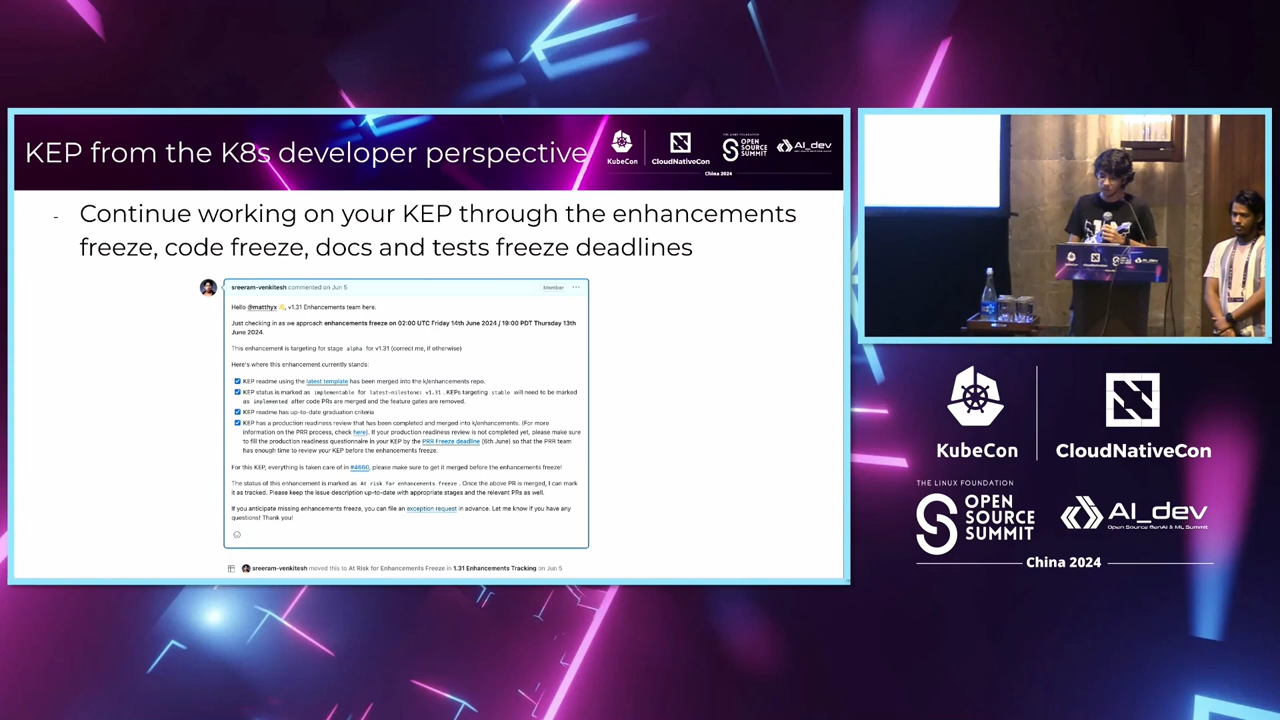 KEP from the K8s developer perspective
KubeCon
CloudNativeCon
THE LINUX FOUNDATION
OPEN
SOURCE
SUMMIT
AI_dev
China 2024
- Continue working on your KEP through the enhancements
freeze, code freeze, docs and tests freeze deadlines
sreeram-venkitesh commented on Jun 5
Member
Hello @matthyx 👋, v1.31 Enhancements team here.
Just checking in as we approach enhancements freeze on 02:00 UTC Friday 14th June 2024 / 19:00 PDT Thursday 13th
June 2024.
This enhancement is targeting for stage alpha for v1.31 (correct me, if otherwise)
Here's where this enhancement currently stands:
KEP readme using the latest template has been merged into the k/enhancements repo.
KEP status is marked as implementable for latest-milestone: v1.31. KEPs targeting stable will need to be marked
as implemented after code PRs are merged and the feature gates are removed.
KEP readme has up-to-date graduation criteria
KEP has a production readiness review that has been completed and merged into k/enhancements. (For more
information on the PRR process, check here). If your production readiness review is not completed yet, please make sure
to fill the production readiness questionnaire in your KEP by the PRR Freeze deadline (6th June) so that the PRR team
has enough time to review your KEP before the enhancements freeze.
For this KEP, everything is taken care of in #4660, please make sure to get it merged before the enhancements freeze!
The status of this enhancement is marked as At risk for enhancements freeze. Once the above PR is merged, I can mark
it as tracked. Please keep the issue description up-to-date with appropriate stages and the relevant PRs as well.
If you anticipate missing enhancements freeze, you can file an exception request in advance. Let me know if you have any
questions! Thank you!
sreeram-venkitesh moved this to At Risk for Enhancements Freeze in 1.31 Enhancements Tracking on Jun 5
KubeCon
CloudNativeCon
THE LINUX FOUNDATION
OPEN
SOURCE
SUMMIT
AI_dev
Open Source GenAI & ML Summit
China 2024